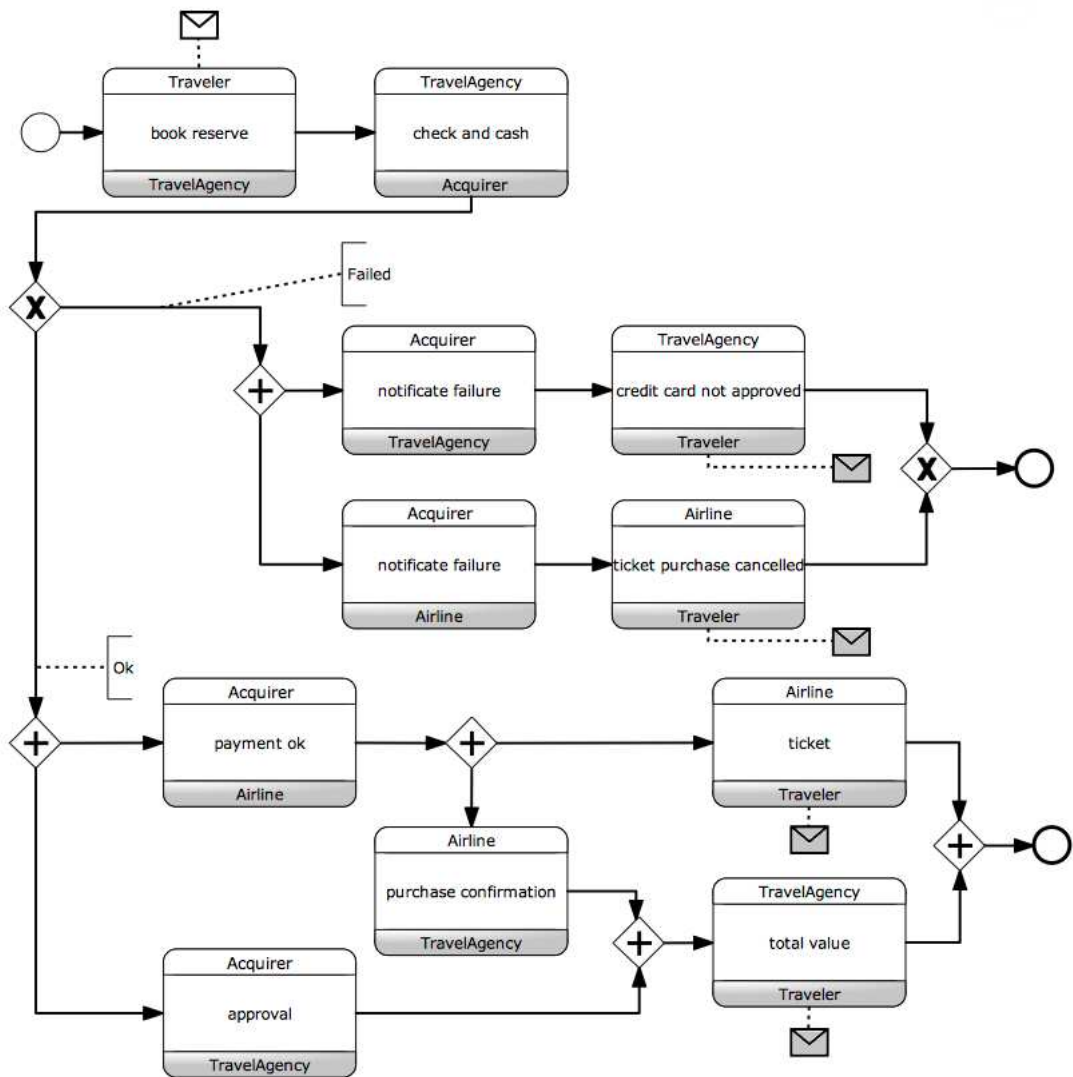 Traveler
book reserve
TravelAgency
TravelAgency
check and cash
Acquirer
X
Failed
+
Acquirer
notificate failure
TravelAgency
TravelAgency
credit card not approved
Traveler
X
Acquirer
notificate failure
Airline
Airline
ticket purchase cancelled
Traveler
Ok
+
Acquirer
payment ok
Airline
+
Airline
ticket
Traveler
Airline
purchase confirmation
TravelAgency
+
+
TravelAgency
total value
Traveler
Acquirer
approval
TravelAgency